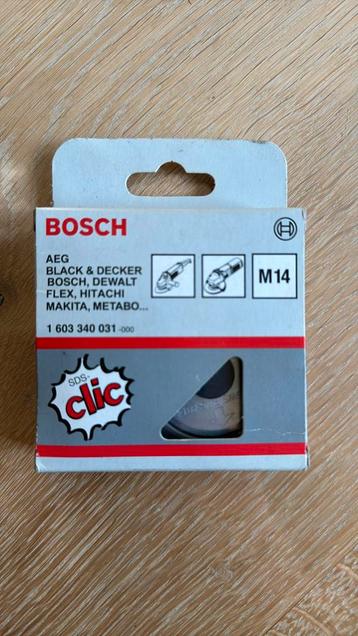 BOSCH
AEG
BLACK & DECKER
BOSCH, DEWALT
FLEX, HITACHI
MAKITA, METABO...
M14
1 603 340 031-000
SDS-
clic